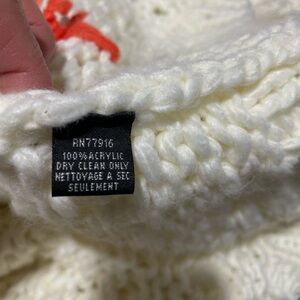 RN77916
100% ACRYLIC
DRY CLEAN ONLY
NETTOYAGE A SEC
SEULEMENT